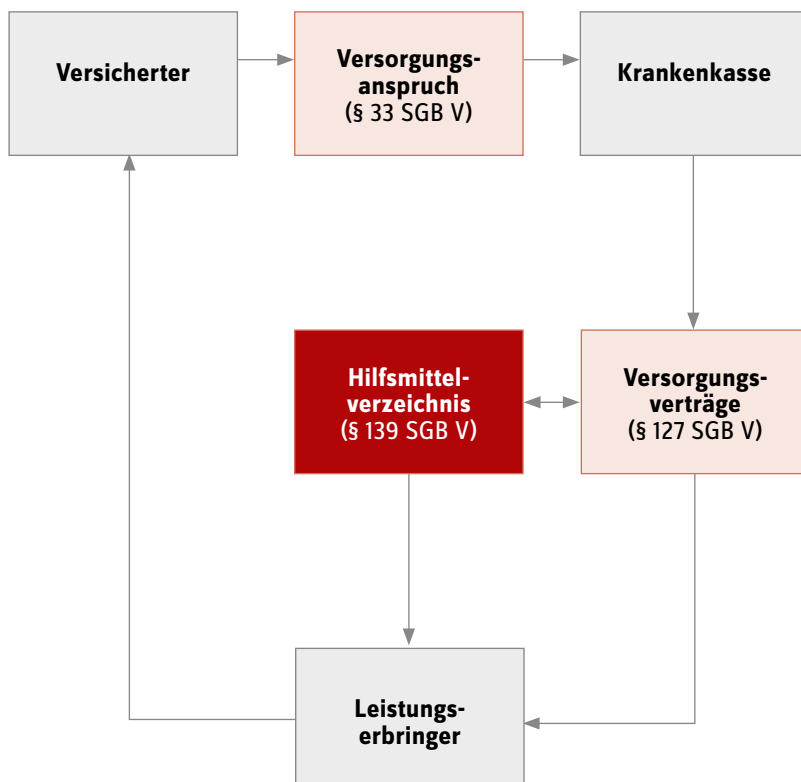 Versicherter
Versorgungs-
anspruch
(§ 33 SGB V)
Krankenkasse
Hilfsmittel-
verzeichnis
(§ 139 SGB V)
Versorgungs-
verträge
(§ 127 SGB V)
Leistungs-
erbringer